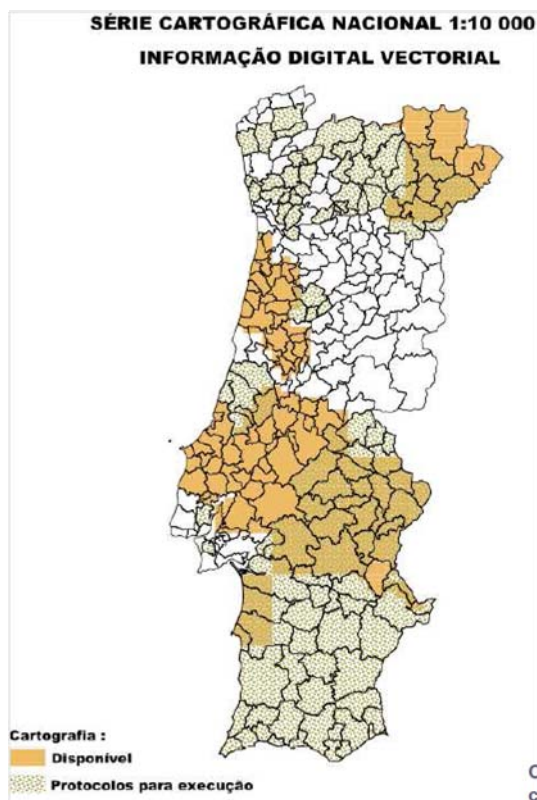 SÉRIE CARTOGRÁFICA NACIONAL 1:10 000
INFORMAÇÃO DIGITAL VECTORIAL
Cartografia :
Disponível
Protocolos para execução